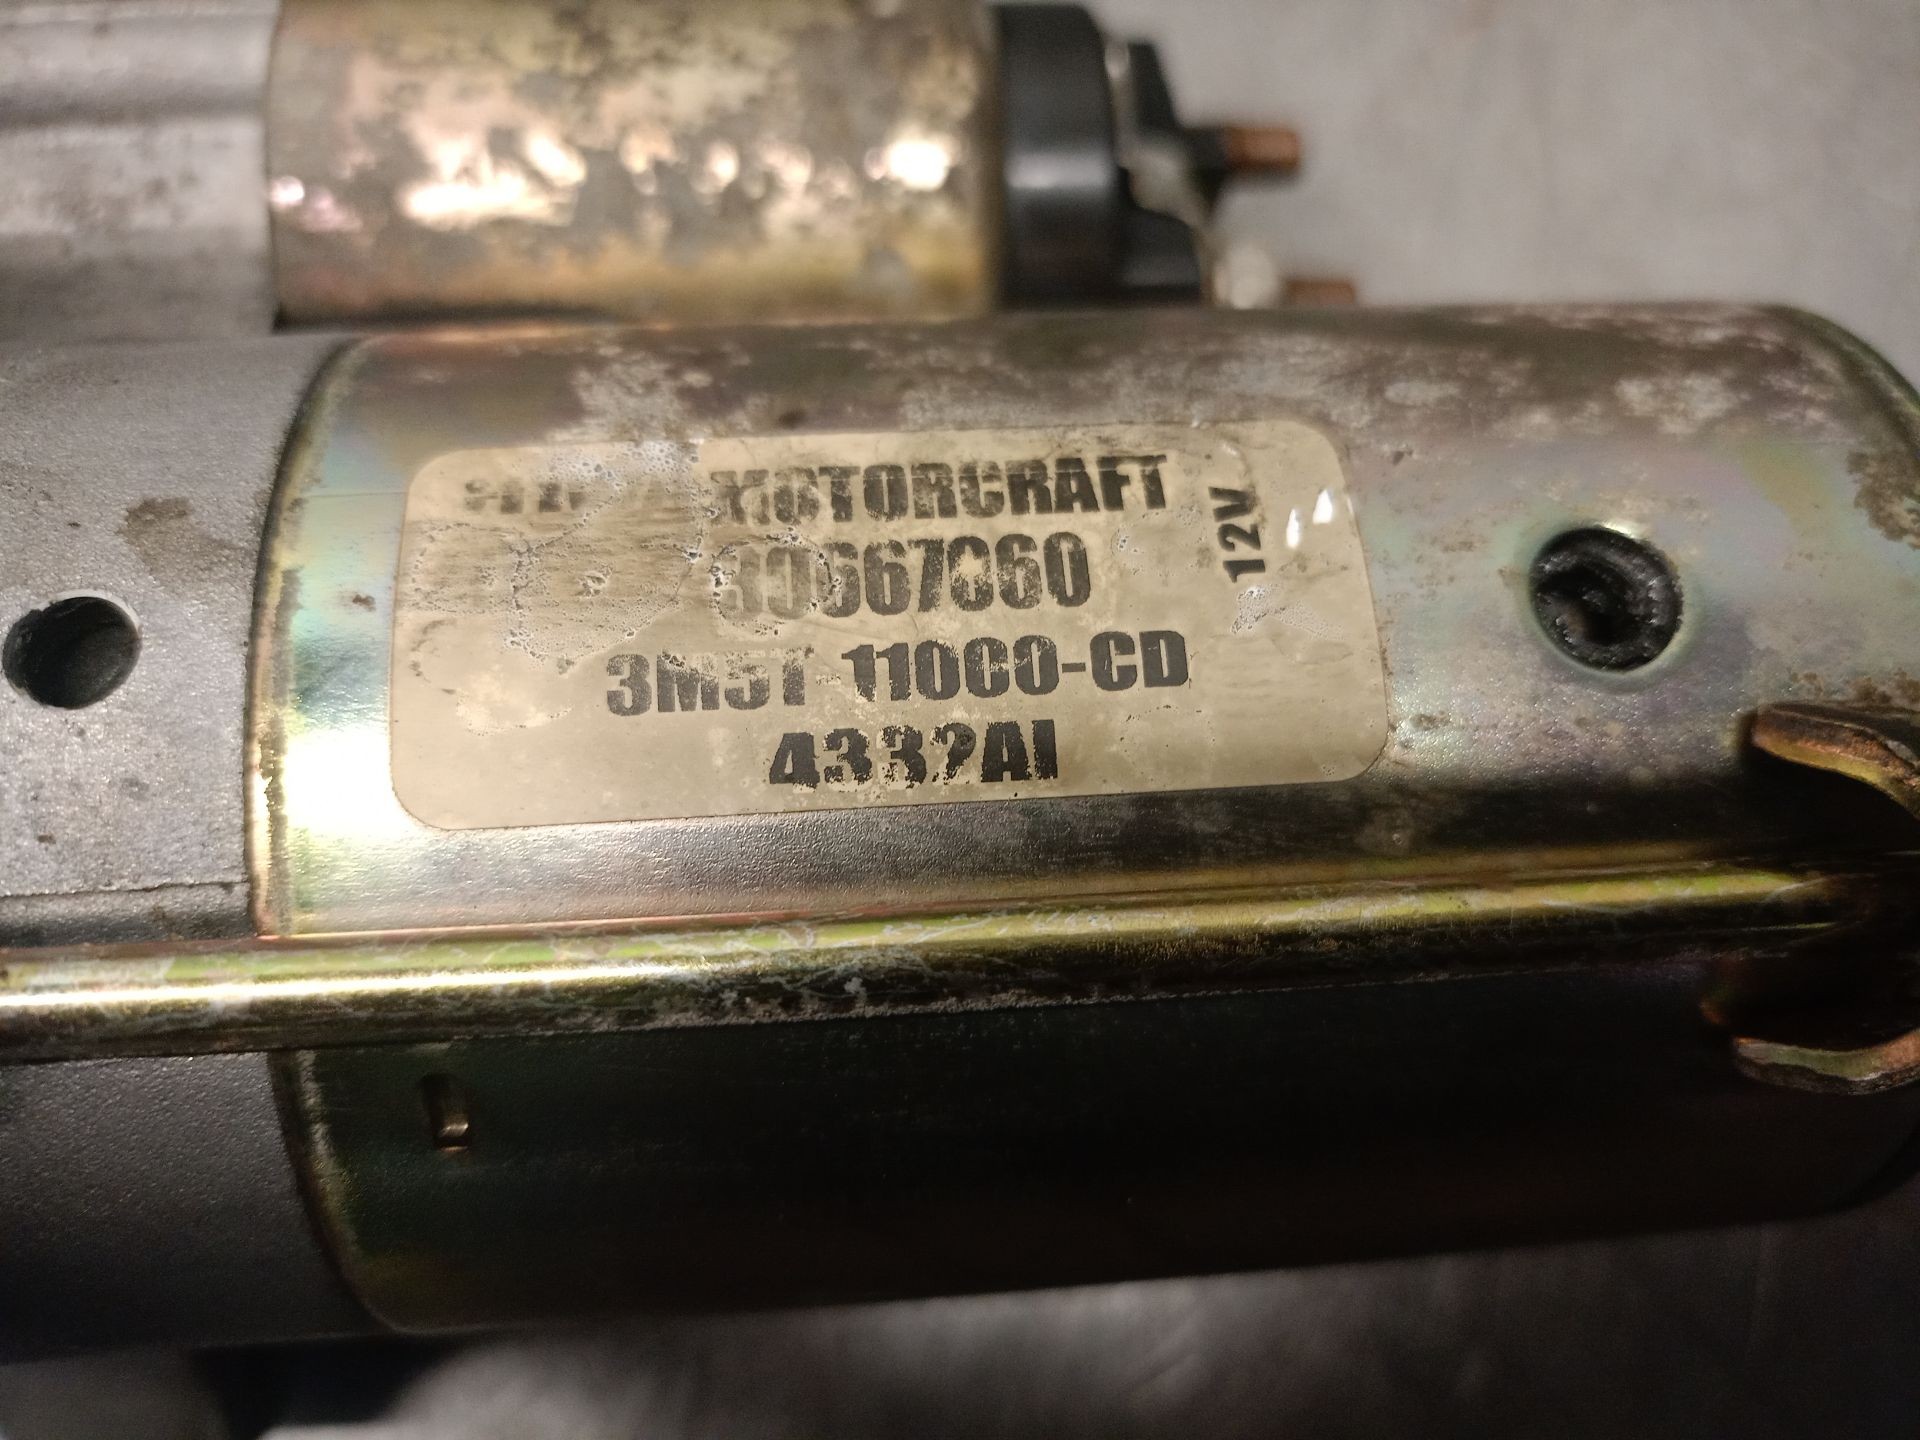 MOTORCRAFT
12V
30667060
3M5T-11000-CD
4332AI